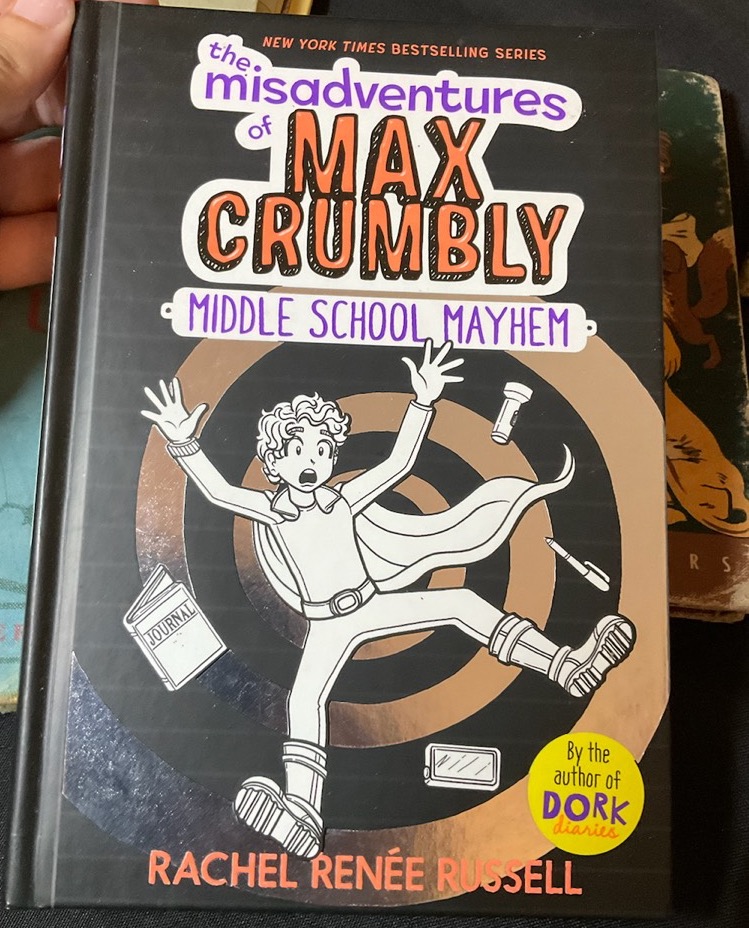 NEW YORK TIMES BESTSELLING SERIES
the
misadventures
of
MAX
CRUMBLY
MIDDLE SCHOOL MAYHEM
JOURNAL
By the
author of
DORK
diaries
RACHEL RENÉE RUSSELL
R S